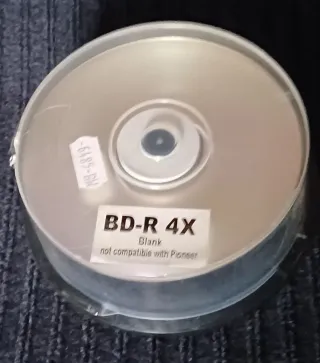 BD-R 4X
Blank
not compatible with Pioneer